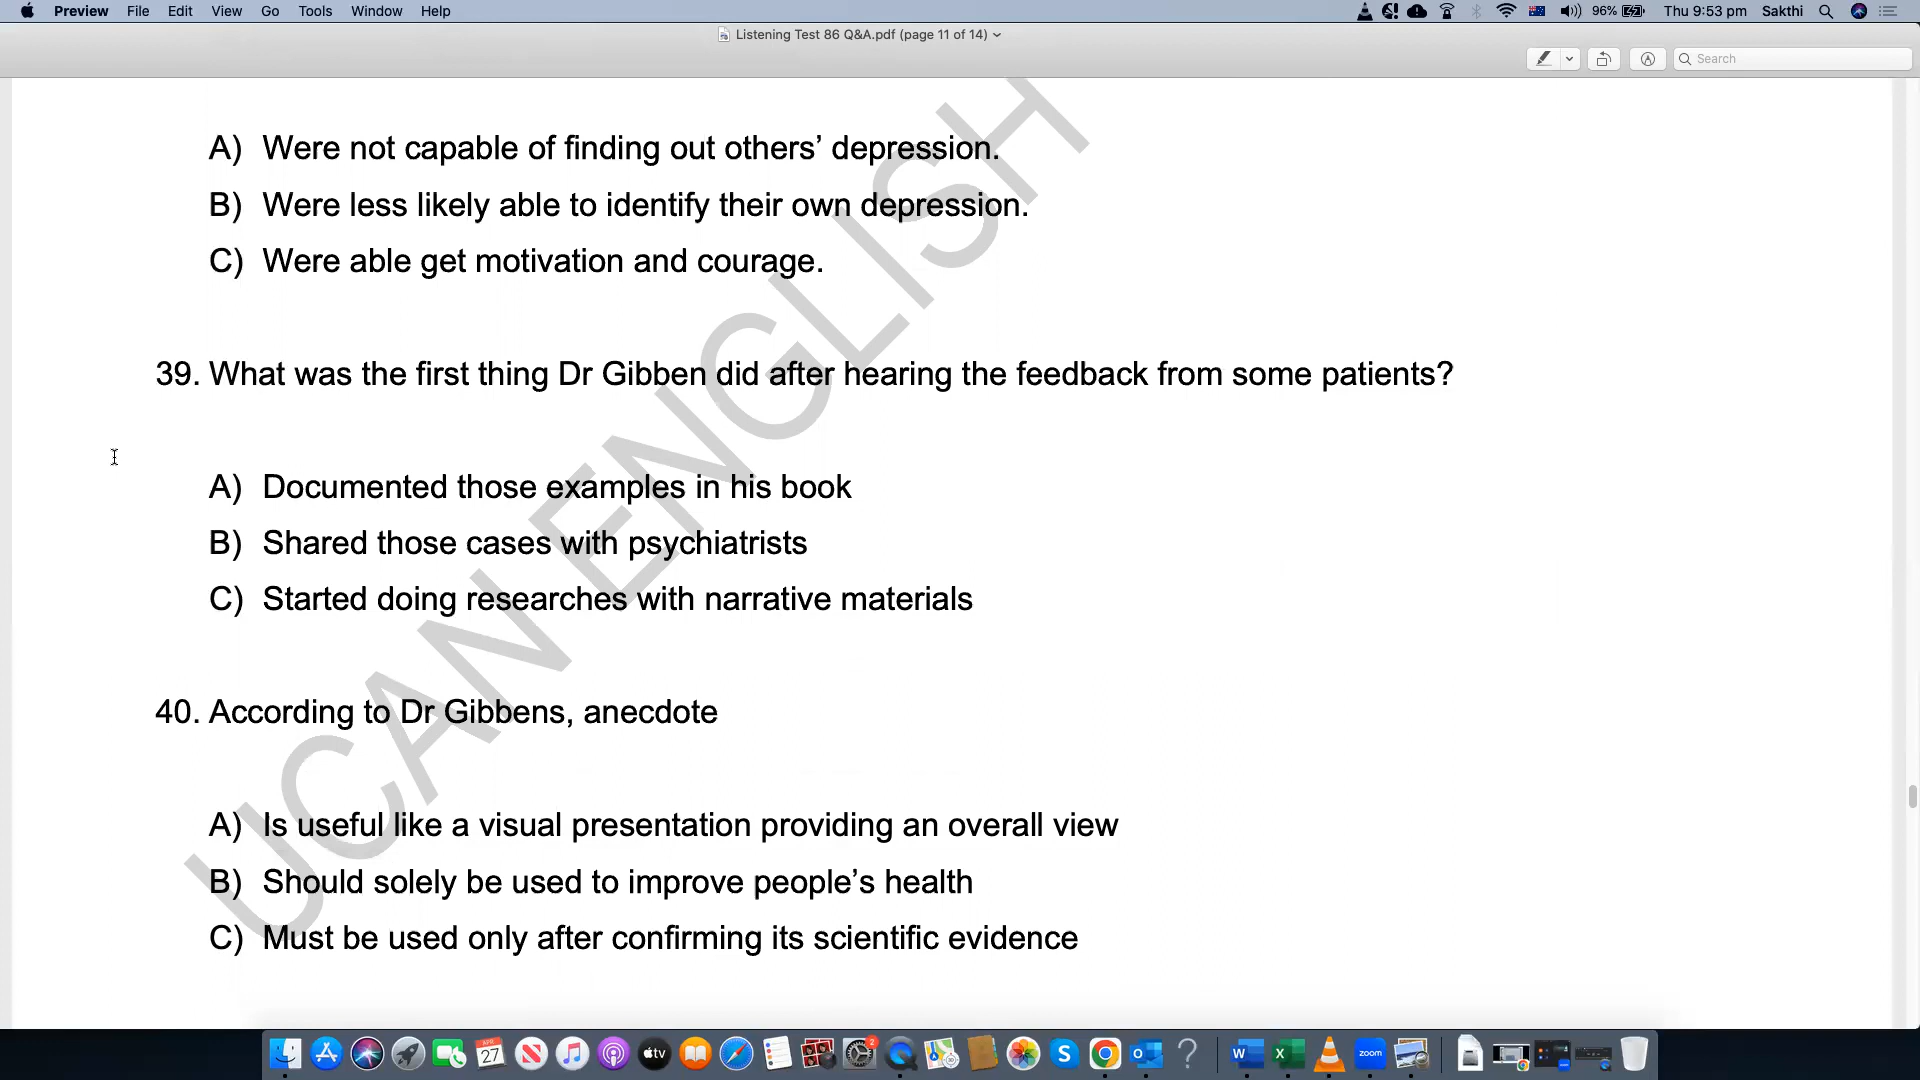 Preview File Edit View Go Tools Window Help 96% Thu 9:53 pm Sakthi
Listening Test 86 Q&A.pdf (page 11 of 14)
Search
A) Were not capable of finding out others’ depression.
B) Were less likely able to identify their own depression.
C) Were able get motivation and courage.
39. What was the first thing Dr Gibben did after hearing the feedback from some patients?
A) Documented those examples in his book
B) Shared those cases with psychiatrists
C) Started doing researches with narrative materials
40. According to Dr Gibbens, anecdote
A) Is useful like a visual presentation providing an overall view
B) Should solely be used to improve people’s health
C) Must be used only after confirming its scientific evidence
UCAN ENGLISH
APR
27
tv
2
S
O
?
W
X
zoom